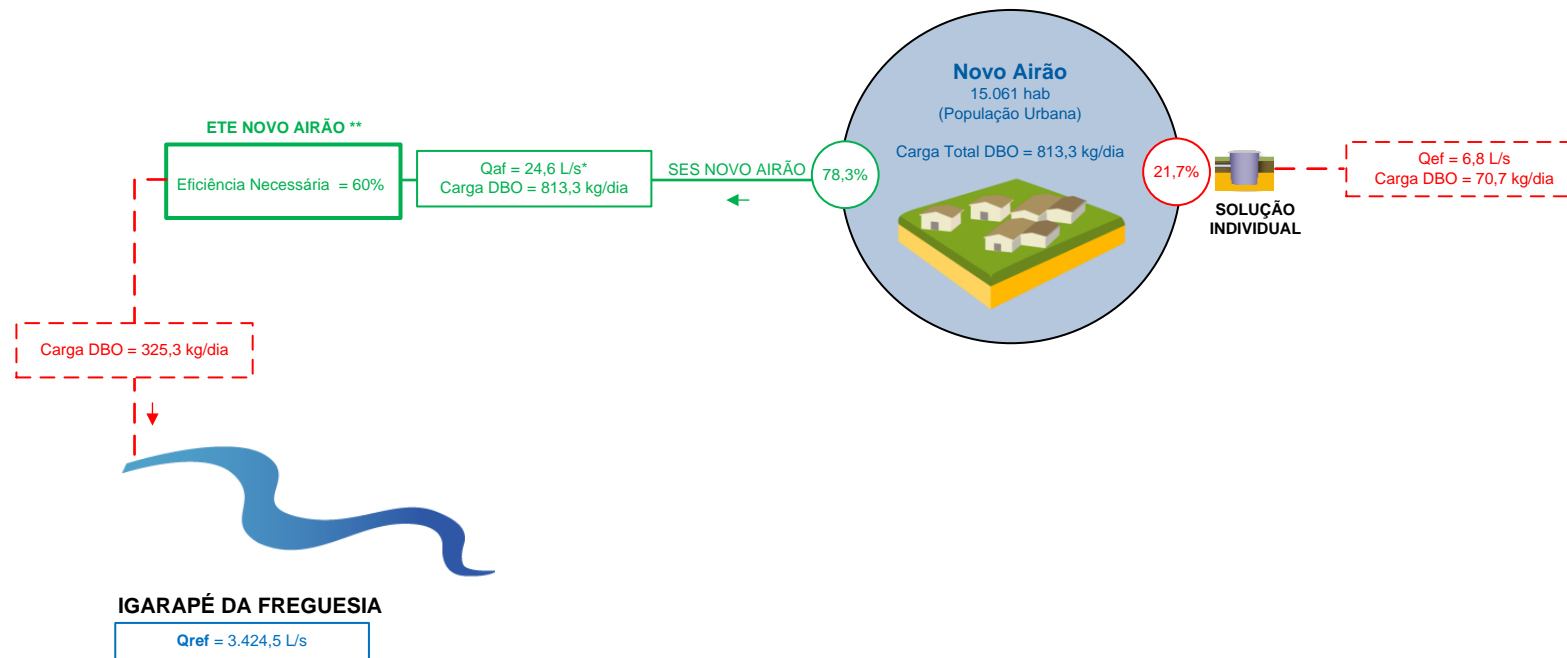 Novo Airão
15.061 hab
(População Urbana)
Carga Total DBO = 813,3 kg/dia
ETE NOVO AIRÃO **
Eficiência Necessária = 60%
Qaf = 24,6 L/s*
Carga DBO = 813,3 kg/dia
SES NOVO AIRÃO
78,3%
21,7%
SOLUÇÃO
INDIVIDUAL
Qef = 6,8 L/s
Carga DBO = 70,7 kg/dia
Carga DBO = 325,3 kg/dia
IGARAPÉ DA FREGUESIA
Qref = 3.424,5 L/s